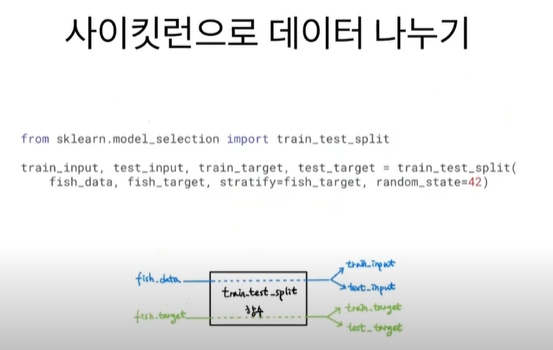 사이킷런으로 데이터 나누기
from sklearn.model_selection import train_test_split
train_input, test_input, train_target, test_target = train_test_split(
fish_data, fish_target, stratify=fish_target, random_state=42)
fish_data
train_test_split
함수
train_input
test_input
fish_target
train_target
test_target